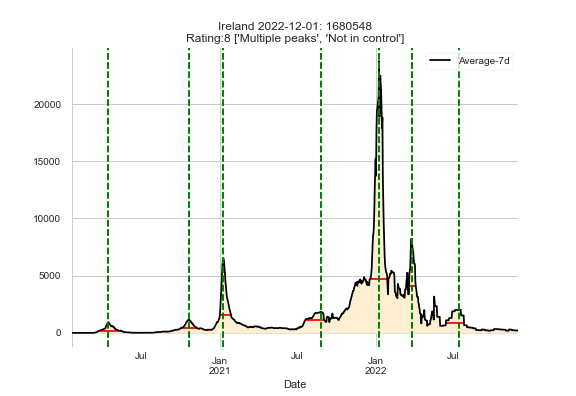 Ireland 2022-12-01: 1680548
Rating:8 ['Multiple peaks', 'Not in control']
Average-7d
20000
15000
10000
5000
0
Jul
Jan
2021
Jul
Jan
2022
Jul
Date